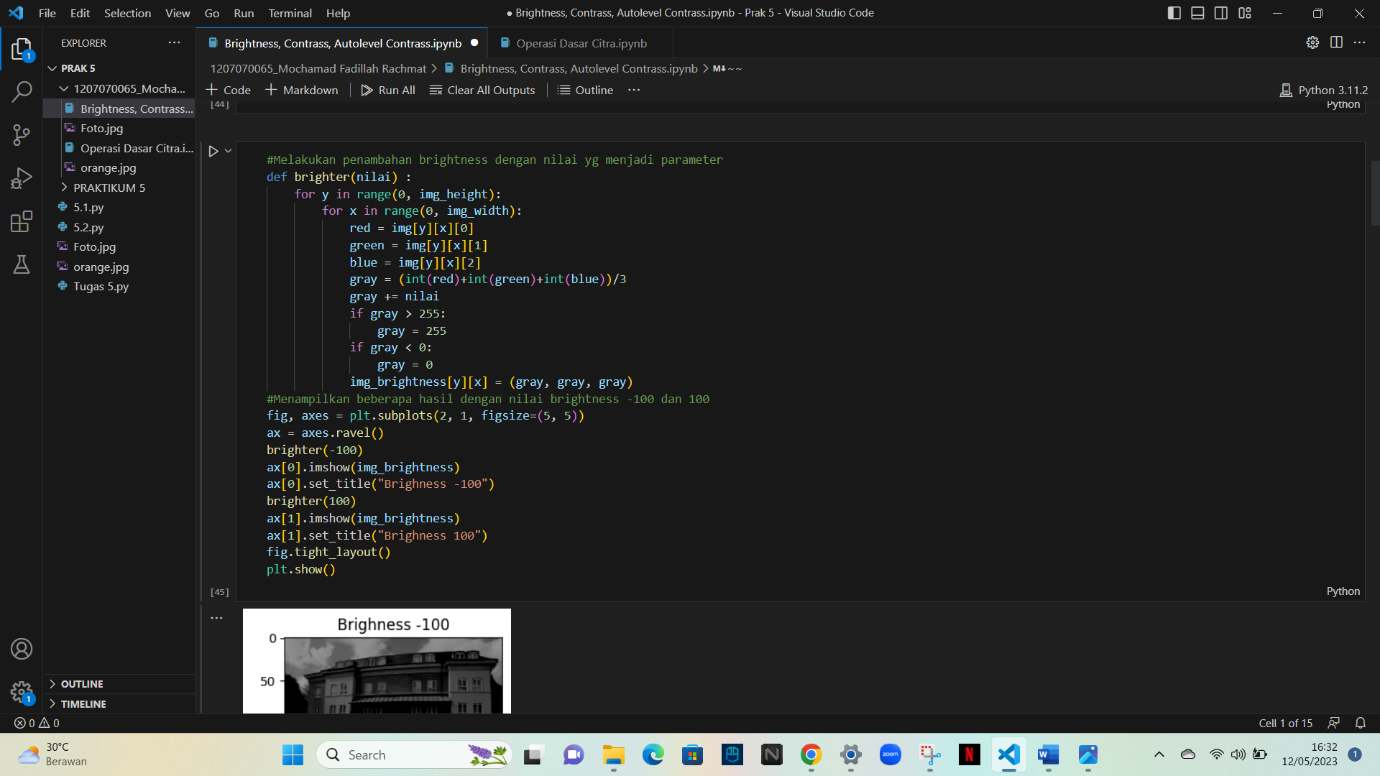 File Edit Selection View Go Run Terminal Help
● Brightness, Contrass, Autolevel Contrass.ipynb - Prak 5 - Visual Studio Code
EXPLORER
PRAK 5
1207070065_Mocha...
Brightness, Contrass...
Foto.jpg
Operasi Dasar Citra.i...
orange.jpg
PRAKTIKUM 5
5.1.py
5.2.py
Foto.jpg
orange.jpg
Tugas 5.py
OUTLINE
TIMELINE
1
1
Brightness, Contrass, Autolevel Contrass.ipynb ●
Operasi Dasar Citra.ipynb
1207070065_Mochamad Fadillah Rachmat > Brightness, Contrass, Autolevel Contrass.ipynb > M↓~~
+ Code + Markdown Run All Clear All Outputs Outline ...
Python 3.11.2
[44]
Python
#Melakukan penambahan brightness dengan nilai yg menjadi parameter
def brighter(nilai) :
    for y in range(0, img_height):
        for x in range(0, img_width):
            red = img[y][x][0]
            green = img[y][x][1]
            blue = img[y][x][2]
            gray = (int(red)+int(green)+int(blue))/3
            gray += nilai
            if gray > 255:
                gray = 255
            if gray < 0:
                gray = 0
            img_brightness[y][x] = (gray, gray, gray)
#Menampilkan beberapa hasil dengan nilai brightness -100 dan 100
fig, axes = plt.subplots(2, 1, figsize=(5, 5))
ax = axes.ravel()
brighter(-100)
ax[0].imshow(img_brightness)
ax[0].set_title("Brighness -100")
brighter(100)
ax[1].imshow(img_brightness)
ax[1].set_title("Brighness 100")
fig.tight_layout()
plt.show()
[45]
Python
Brighness -100
0
50
0 0
Cell 1 of 15
30°C
Berawan
Search
zoom
N
N
W
16:32
12/05/2023
1